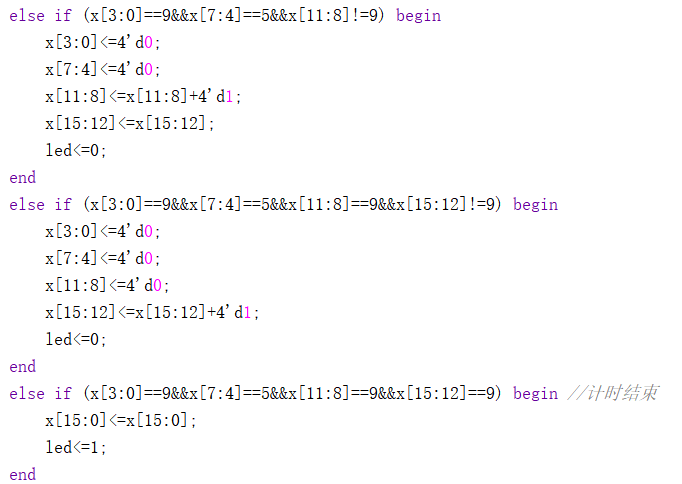 else if (x[3:0]==9&&x[7:4]==5&&x[11:8]!=9) begin
    x[3:0]<=4'd0;
    x[7:4]<=4'd0;
    x[11:8]<=x[11:8]+4'd1;
    x[15:12]<=x[15:12];
    led<=0;
end
else if (x[3:0]==9&&x[7:4]==5&&x[11:8]==9&&x[15:12]!=9) begin
    x[3:0]<=4'd0;
    x[7:4]<=4'd0;
    x[11:8]<=4'd0;
    x[15:12]<=x[15:12]+4'd1;
    led<=0;
end
else if (x[3:0]==9&&x[7:4]==5&&x[11:8]==9&&x[15:12]==9) begin //计时结束
    x[15:0]<=x[15:0];
    led<=1;
end